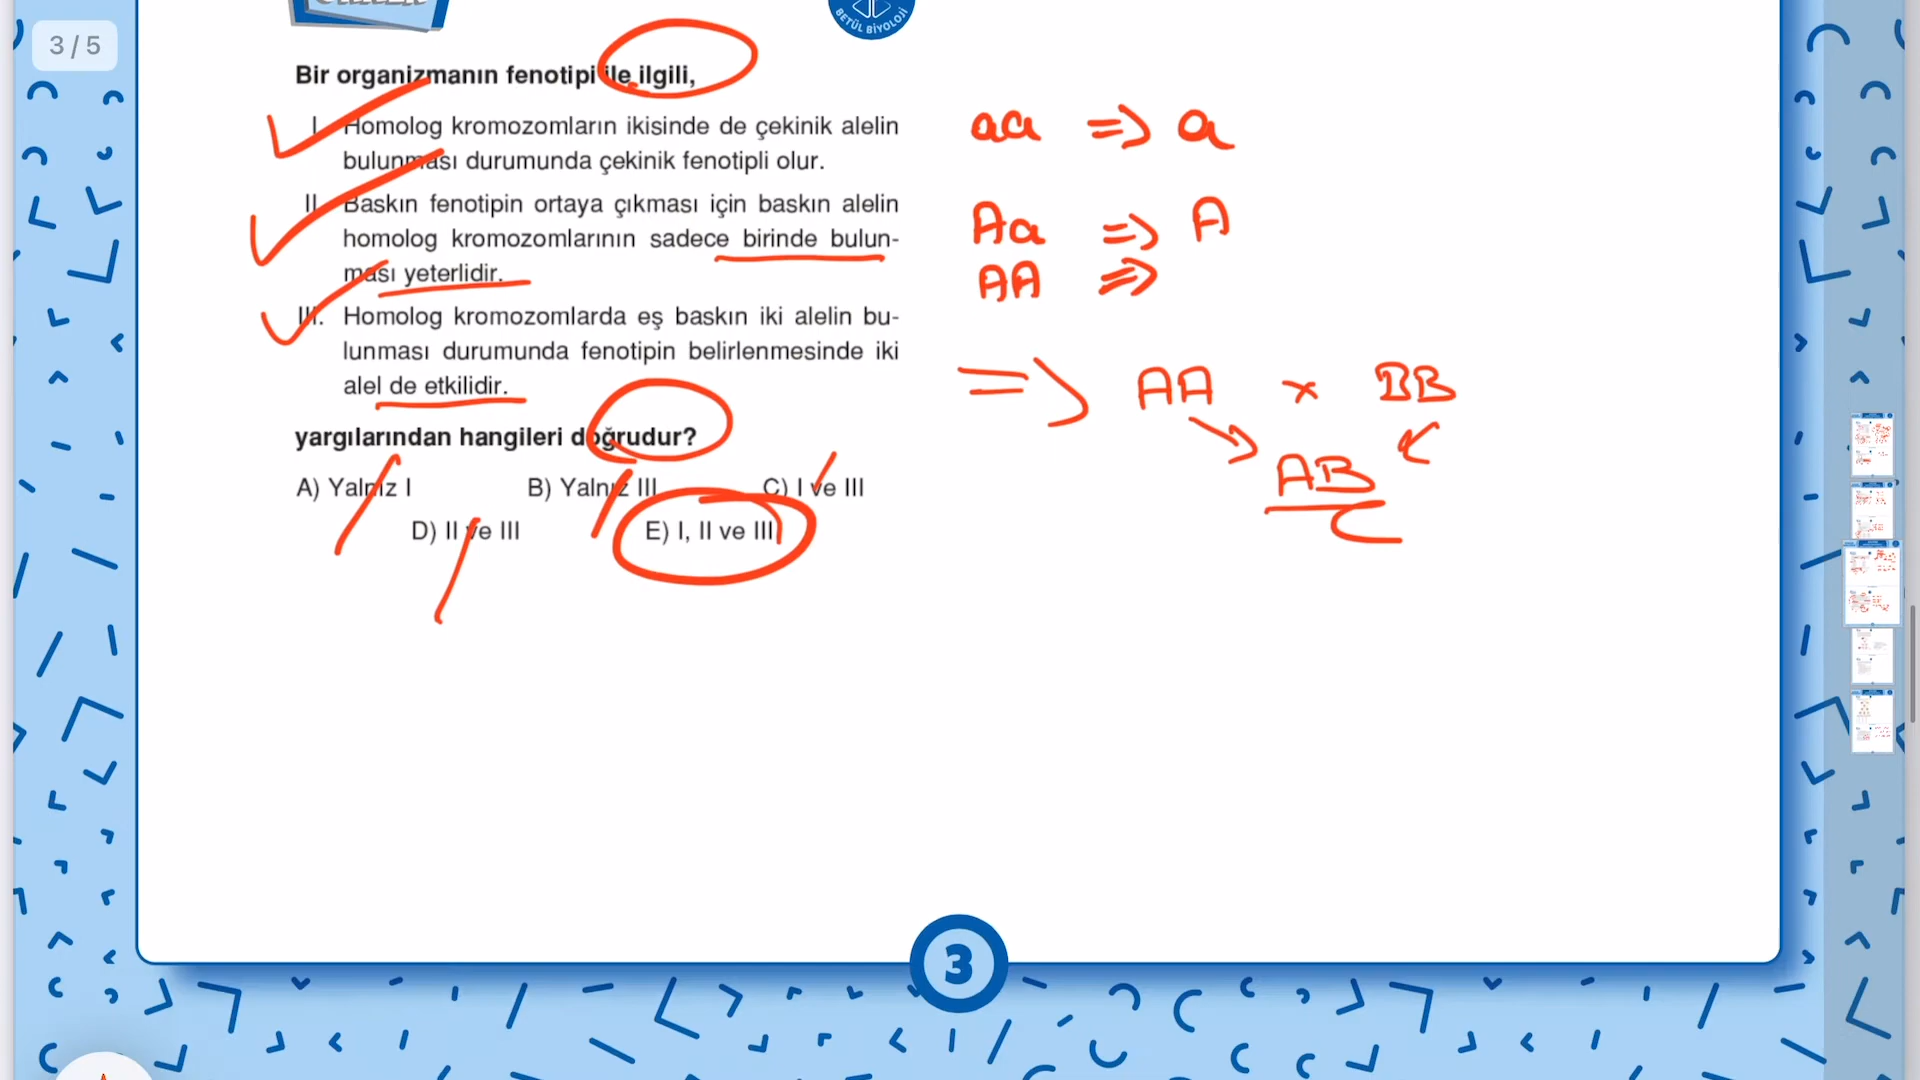 3 / 5
BETÜL BİYOLOJİ
Bir organizmanın fenotipi ile ilgili,
I. Homolog kromozomların ikisinde de çekinik alelin
bulunması durumunda çekinik fenotipli olur.
II. Baskın fenotipin ortaya çıkması için baskın alelin
homolog kromozomlarının sadece birinde bulun-
ması yeterlidir.
III. Homolog kromozomlarda eş baskın iki alelin bu-
lunması durumunda fenotipin belirlenmesinde iki
alel de etkilidir.
yargılarından hangileri doğrudur?
A) Yalnız I B) Yalnız III C) I ve III
D) II ve III E) I, II ve III
aa => a
Aa => A
AA =>
=> AA x BB
AB
3